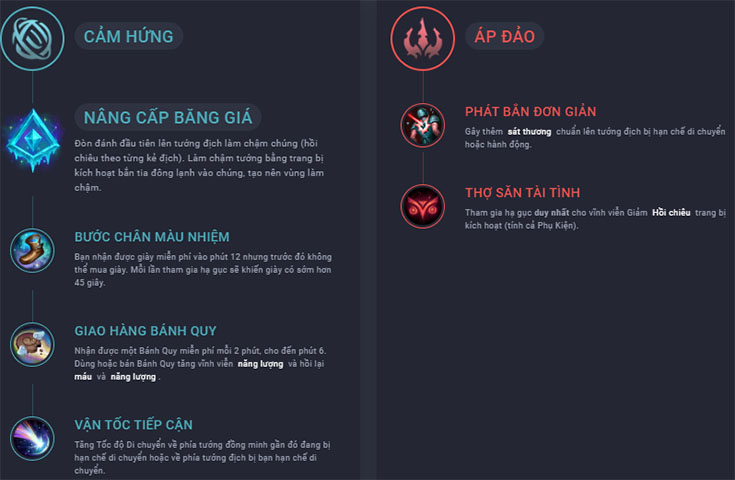 CẢM HỨNG
NÂNG CẤP BĂNG GIÁ
Đòn đánh đầu tiên lên tướng địch làm chậm chúng (hồi
chiêu theo từng kẻ địch). Làm chậm tướng bằng trang bị
kích hoạt bắn tia đông lạnh vào chúng, tạo nên vùng làm
chậm.
BƯỚC CHÂN MÀU NHIỆM
Bạn nhận được giày miễn phí vào phút 12 nhưng trước đó không
thể mua giày. Mỗi lần tham gia hạ gục sẽ khiến giày có sớm hơn
45 giây.
GIAO HÀNG BÁNH QUY
Nhận được một Bánh Quy miễn phí mỗi 2 phút, cho đến phút 6.
Dùng hoặc bán Bánh Quy tăng vĩnh viễn năng lượng và hồi lại
máu và năng lượng .
VẬN TỐC TIẾP CẬN
Tăng Tốc độ Di chuyển về phía tướng đồng minh gần đó đang bị
hạn chế di chuyển hoặc về phía tướng địch bị bạn hạn chế di
chuyển.
ÁP ĐẢO
PHÁT BẮN ĐƠN GIẢN
Gây thêm sát thương chuẩn lên tướng địch bị hạn chế di chuyển
hoặc hành động.
THỢ SĂN TÀI TÌNH
Tham gia hạ gục duy nhất cho vĩnh viễn Giảm Hồi chiêu trang bị
kích hoạt (tính cả Phụ Kiện).